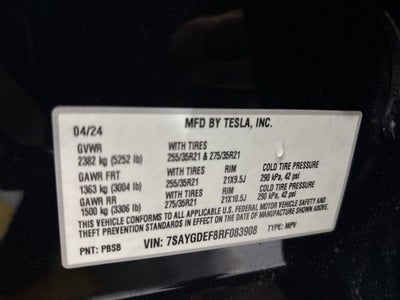 04/24 MFD BY TESLA, INC.
GVWR WITH TIRES
2382 kg (5252 lb) 255/35R21 & 275/35R21
GAWR FRT WITH TIRES RIM COLD TIRE PRESSURE
1363 kg (3004 lb) 255/35R21 21X9.5J 290 kPa, 42 psi
GAWR RR WITH TIRES RIM COLD TIRE PRESSURE
1500 kg (3306 lb) 275/35R21 21X10.5J 290 kPa, 42 psi
THIS VEHICLE CONFORMS TO ALL APPLICABLE U.S. FEDERAL MOTOR VEHICLE SAFETY AND
THEFT PREVENTION STANDARDS IN EFFECT ON THE DATE OF MANUFACTURE SHOWN ABOVE.
PNT: PBSB VIN: 7SAYGDEF8RF083908 TYPE: MPV